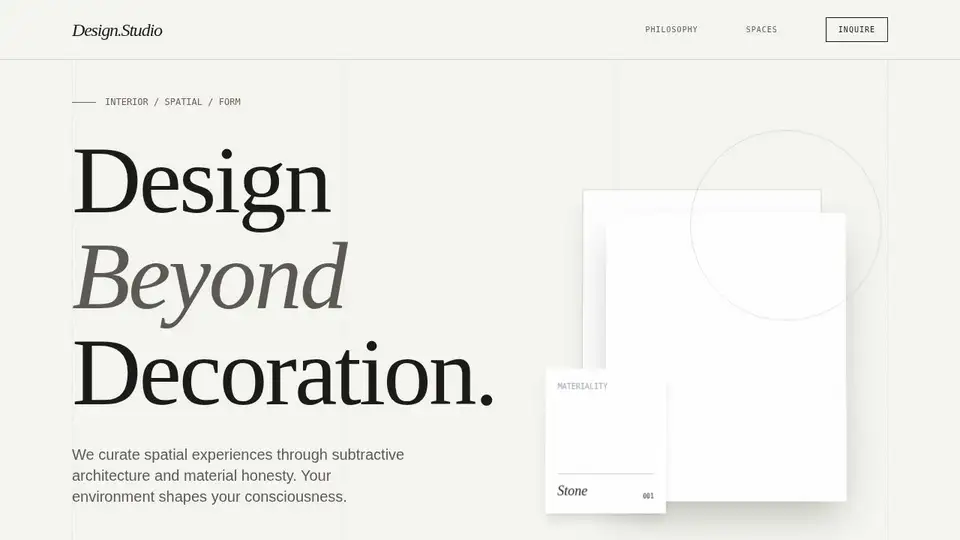 Design.Studio
PHILOSOPHY
SPACES
INQUIRE
INTERIOR / SPATIAL / FORM
Design
Beyond
Decoration.
We curate spatial experiences through subtractive
architecture and material honesty. Your
environment shapes your consciousness.
MATERIALITY
Stone
001